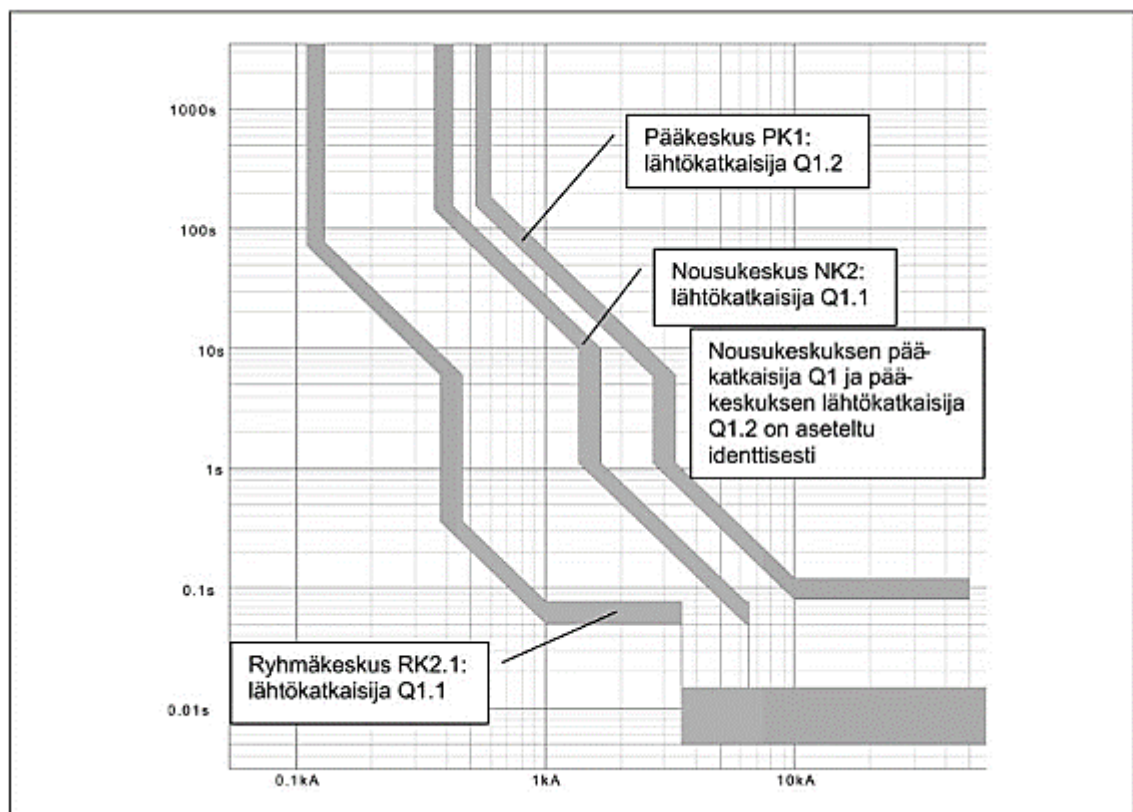 1000s
100s
10s
1s
0.1s
0.01s
0.1kA
1kA
10kA
Pääkeskus PK1:
lähtökatkaisija Q1.2
Nousukeskus NK2:
lähtökatkaisija Q1.1
Nousukeskuksen pää-
katkaisija Q1 ja pää-
keskuksen lähtökatkaisija
Q1.2 on aseteltu
identtisesti
Ryhmäkeskus RK2.1:
lähtökatkaisija Q1.1